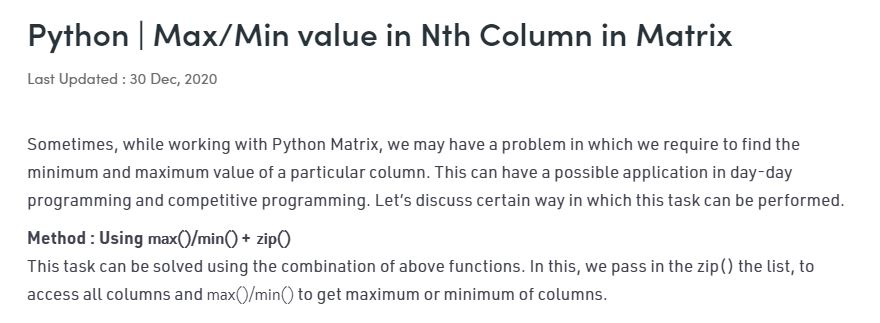 Python | Max/Min value in Nth Column in Matrix
Last Updated : 30 Dec, 2020
Sometimes, while working with Python Matrix, we may have a problem in which we require to find the
minimum and maximum value of a particular column. This can have a possible application in day-day
programming and competitive programming. Let's discuss certain way in which this task can be performed.
Method : Using max()/min() + zip()
This task can be solved using the combination of above functions. In this, we pass in the zip() the list, to
access all columns and max()/min() to get maximum or minimum of columns.